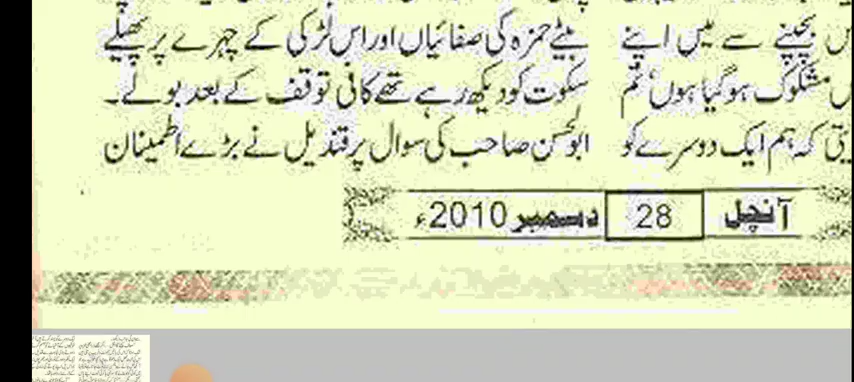 س بچپنے سے میں اپنے
س مشکوک ہوگیا ہوں تم
یتی کہ ہم ایک دوسرے کو
بیٹے حمزہ کی صفائیاں اور اس لڑکی کے چہرے پر پھیلے
سکوت کو دیکھ رہے تھے کافی توقف کے بعد بولے۔
ابوالحسن صاحب کی سوال پر قندیل نے بڑے اطمینان
آنچل 28 دسمبر 2010ء